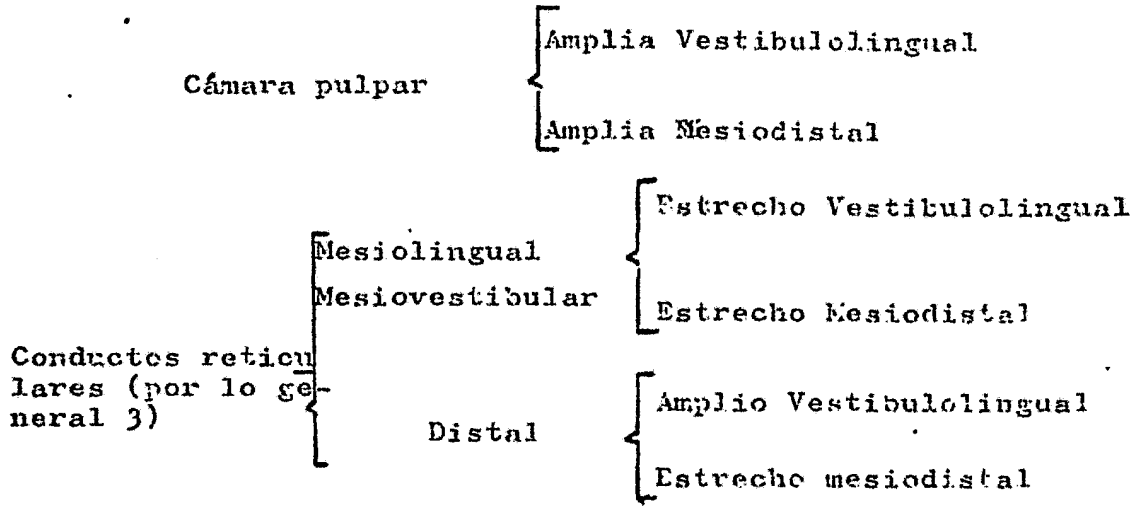 Amplia Vestibulolingual
Cámara pulpar
Amplia Mesiodistal
Estrecho Vestibulolingual
Mesiolingual
Mesiovestibular
Estrecho Mesiodistal
Conductos reticu
lares (por lo ge-
neral 3)
Amplio Vestibulolingual
Distal
Estrecho mesiodistal